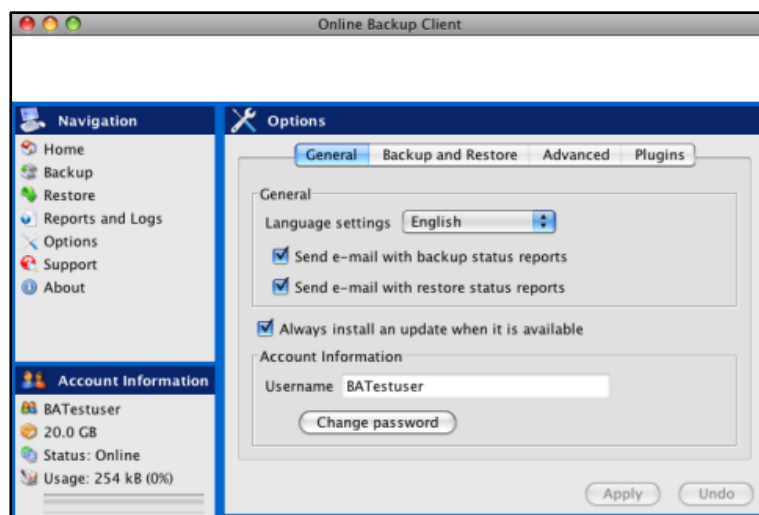 Online Backup Client
Navigation
Home
Backup
Restore
Reports and Logs
Options
Support
About
Account Information
BATestuser
20.0 GB
Status: Online
Usage: 254 kB (0%)
Options
General Backup and Restore Advanced Plugins
General
Language settings English
Send e-mail with backup status reports
Send e-mail with restore status reports
Always install an update when it is available
Account Information
Username BATestuser
Change password
Apply Undo